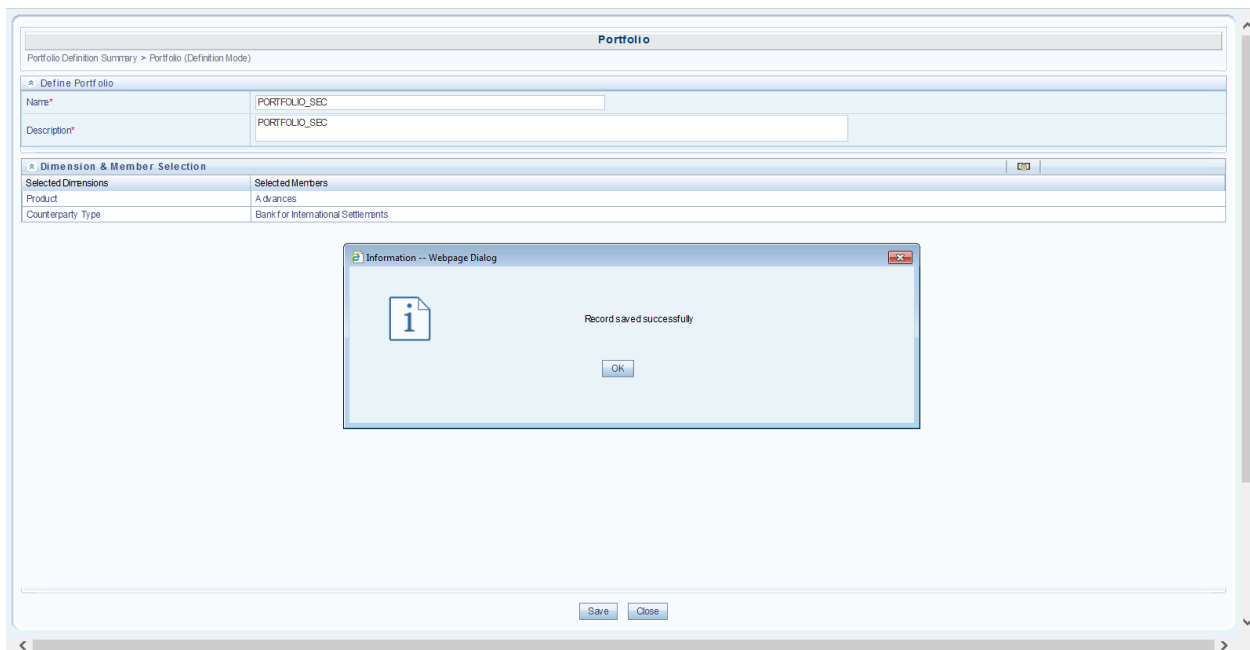 Portfolio
Portfolio Definition Summary > Portfolio (Definition Mode)
Define Portfolio
Name* PORTFOLIO_SEC
Description* PORTFOLIO_SEC
Dimension & Member Selection
Selected Dimensions Selected Members
Product Advances
Counterparty Type Bank for International Settlements
Information -- Webpage Dialog
Record saved successfully
OK
Save Close